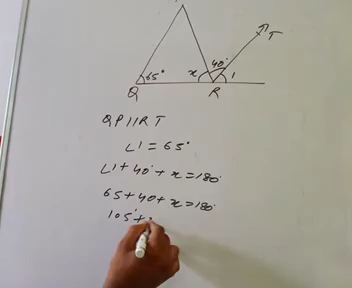 T
40°
65°
x
1
Q
R
QP||RT
∠1 = 65°
∠1 + 40° + x = 180°
65 + 40 + x = 180°
105° +